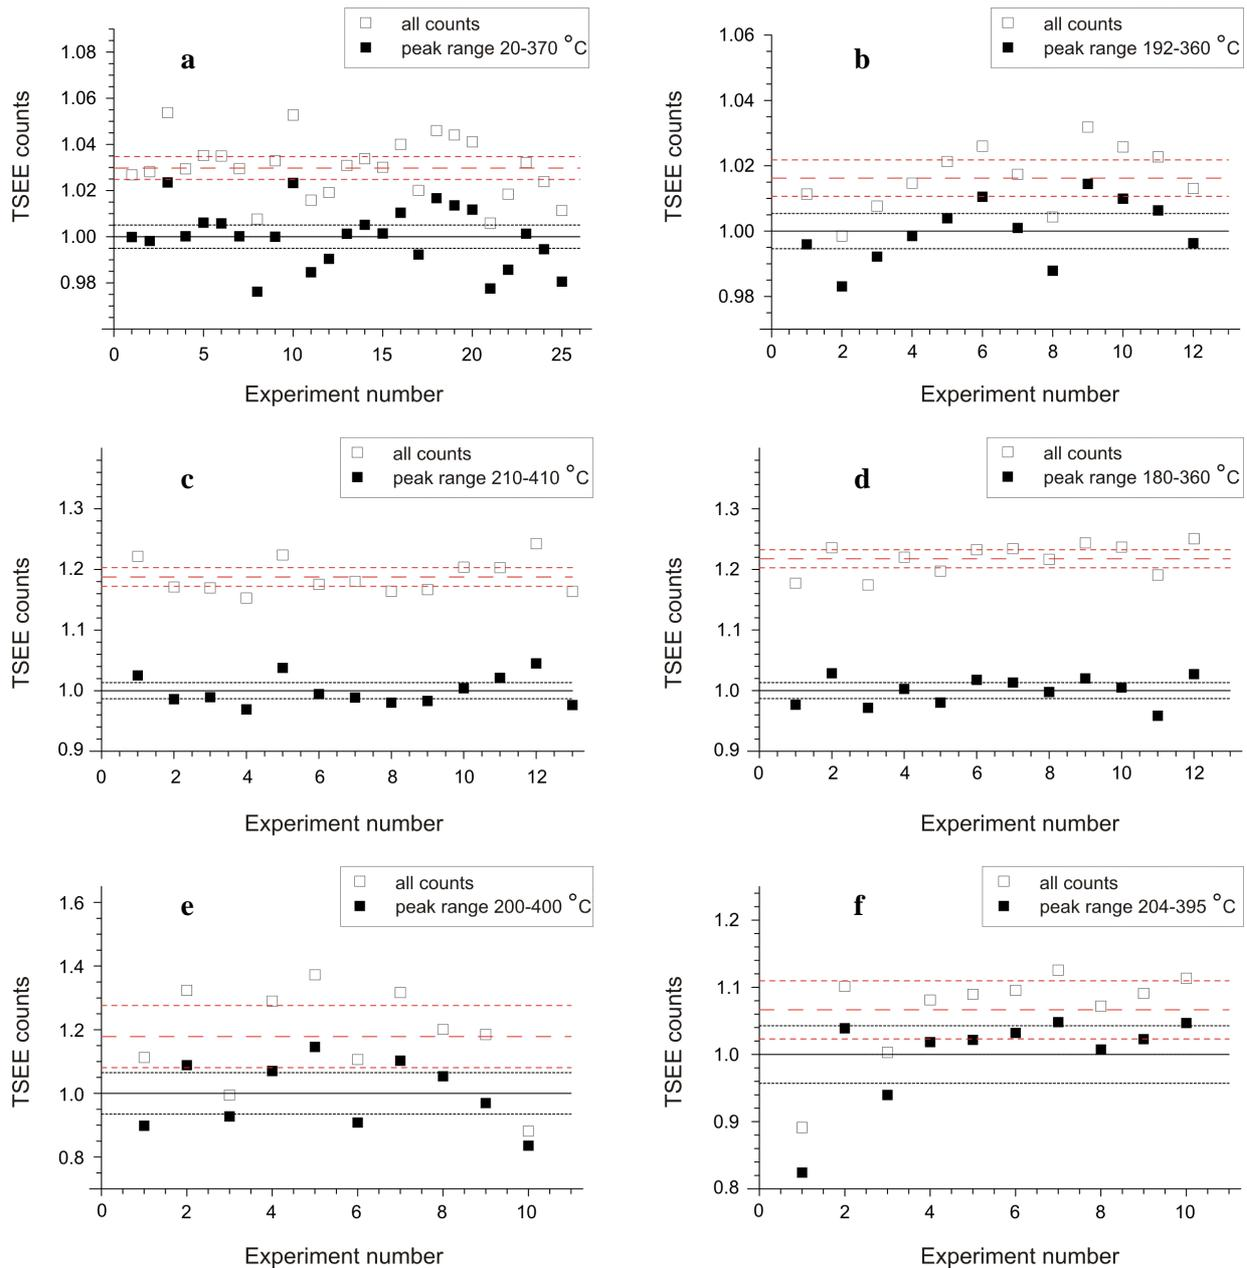 all counts
peak range 20-370 °C
a
1.08
1.06
1.04
1.02
1.00
0.98
TSEE counts
0 5 10 15 20 25
Experiment number
all counts
peak range 192-360 °C
b
1.06
1.04
1.02
1.00
0.98
TSEE counts
0 2 4 6 8 10 12
Experiment number
all counts
peak range 210-410 °C
c
1.3
1.2
1.1
1.0
0.9
TSEE counts
0 2 4 6 8 10 12
Experiment number
all counts
peak range 180-360 °C
d
1.3
1.2
1.1
1.0
0.9
TSEE counts
0 2 4 6 8 10 12
Experiment number
all counts
peak range 200-400 °C
e
1.6
1.4
1.2
1.0
0.8
TSEE counts
0 2 4 6 8 10
Experiment number
all counts
peak range 204-395 °C
f
1.2
1.1
1.0
0.9
0.8
TSEE counts
0 2 4 6 8 10
Experiment number